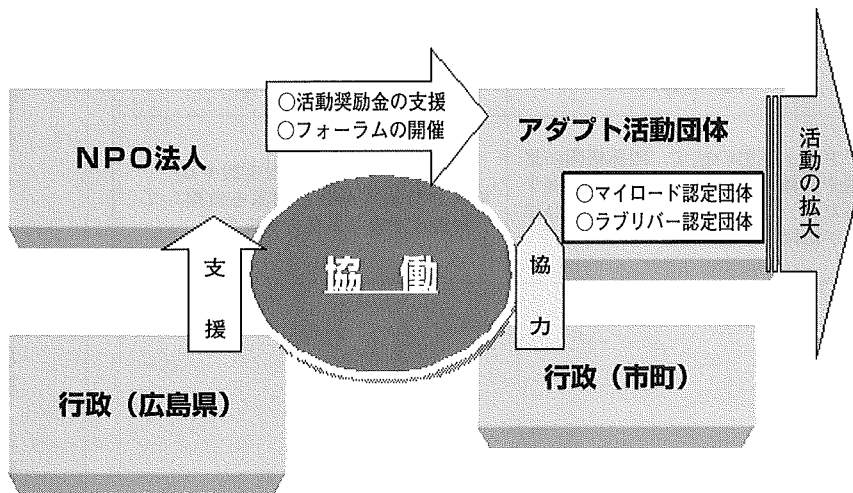 ○活動奨励金の支援
○フォーラムの開催
NPO法人
アダプト活動団体
○マイロード認定団体
○ラブリバー認定団体
活動の拡大
支援
協 働
協力
行政（広島県）
行政（市町）